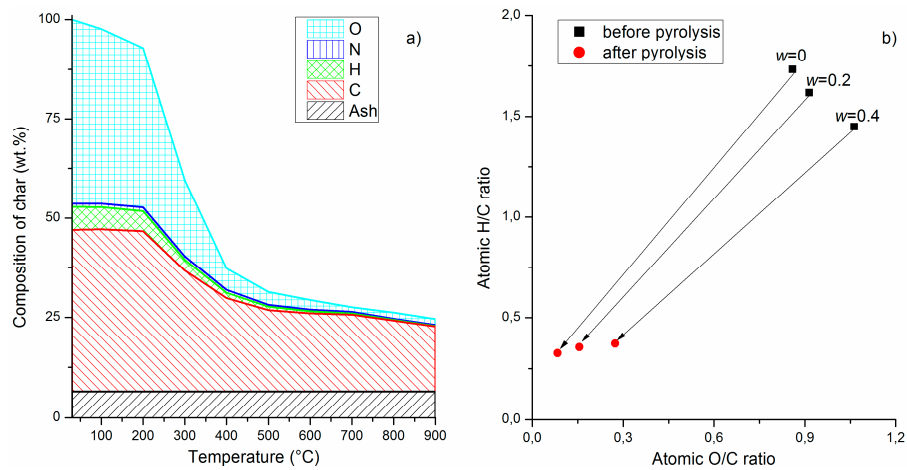 a)
O
N
H
C
Ash
100
75
50
25
0
100 200 300 400 500 600 700 800 900
Temperature (°C)
Composition of char (wt.%)
b)
before pyrolysis
after pyrolysis
w=0
w=0.2
w=0.4
2,0
1,5
1,0
0,5
0,0
0,0 0,3 0,6 0,9 1,2
Atomic O/C ratio
Atomic H/C ratio